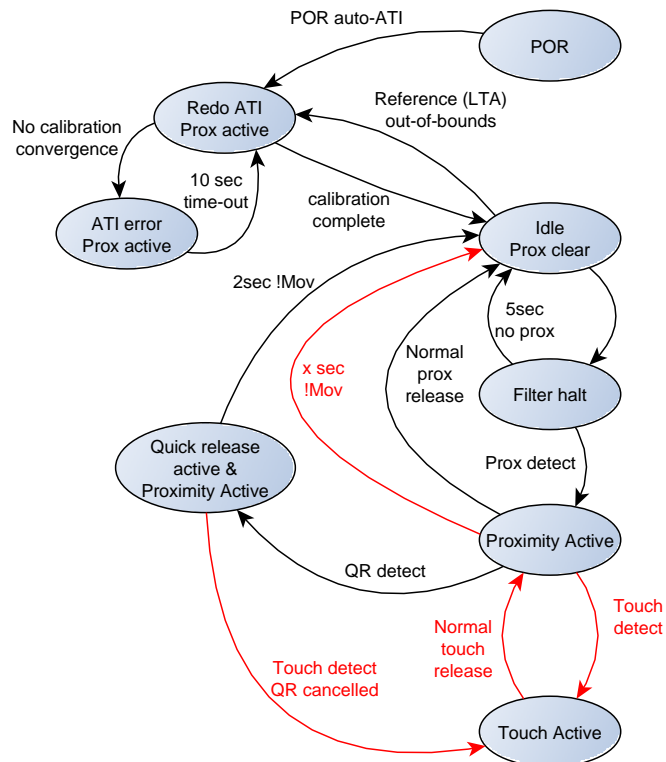 POR auto-ATI
POR
Redo ATI
Prox active
Reference (LTA)
out-of-bounds
No calibration
convergence
10 sec
time-out
calibration
complete
ATI error
Prox active
Idle
Prox clear
2sec !Mov
5sec
no prox
x sec
!Mov
Normal
prox
release
Filter halt
Quick release
active &
Proximity Active
Prox detect
Proximity Active
QR detect
Touch
detect
Normal
touch
release
Touch detect
QR cancelled
Touch Active